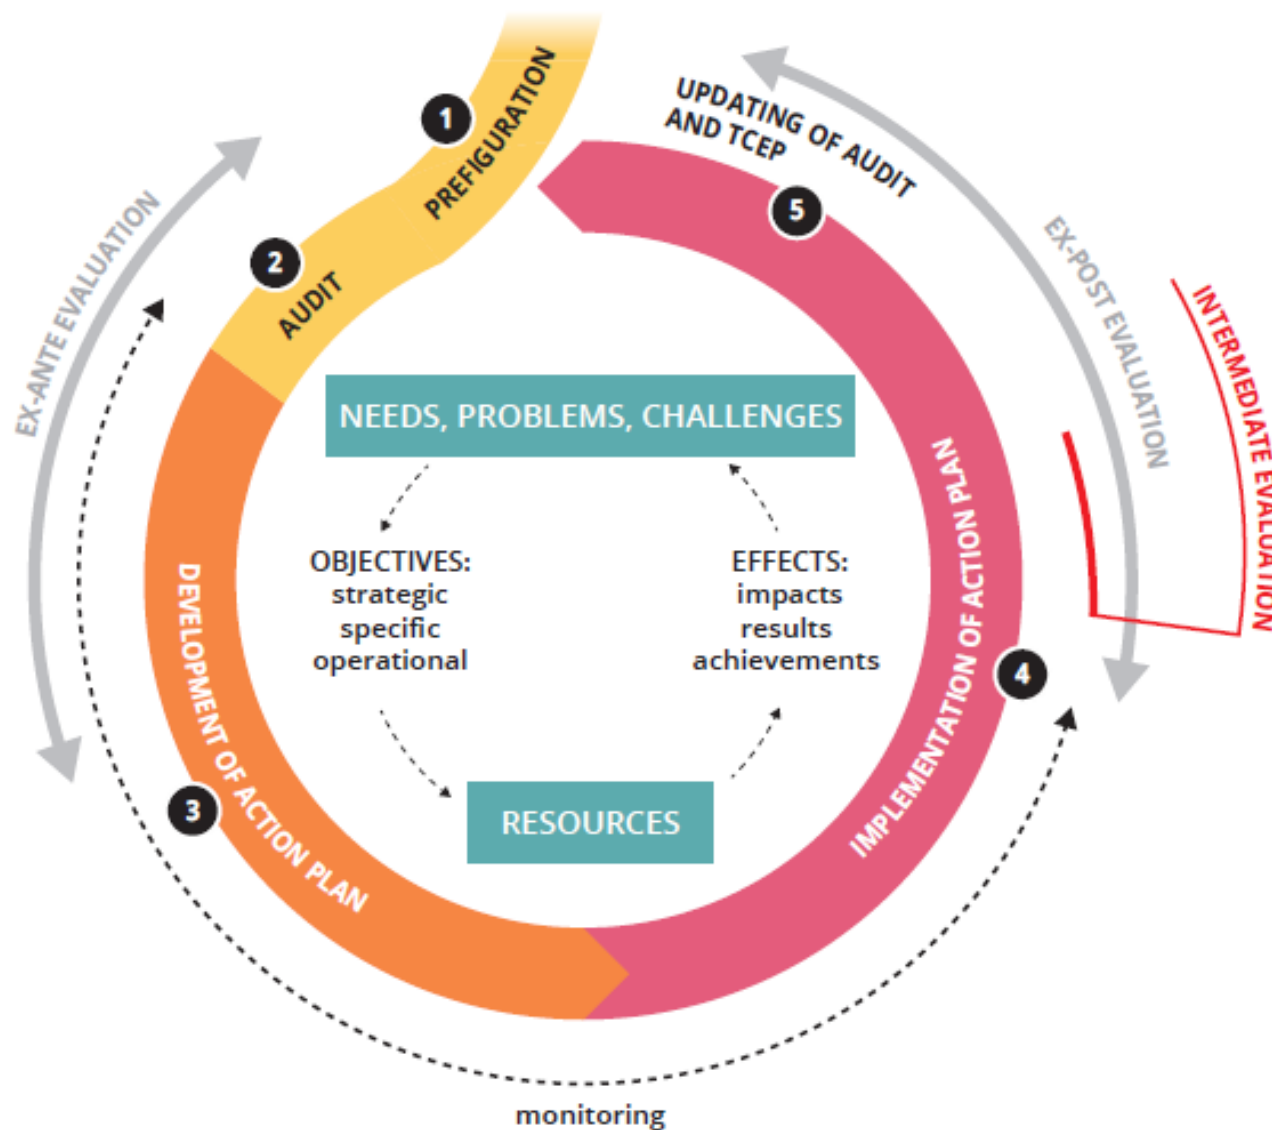 1
PREFIGURATION
2
AUDIT
EX-ANTE EVALUATION
UPDATING OF AUDIT
AND TCEP
5
EX-POST EVALUATION
INTERMEDIATE EVALUATION
NEEDS, PROBLEMS, CHALLENGES
OBJECTIVES:
strategic
specific
operational
EFFECTS:
impacts
results
achievements
RESOURCES
3
DEVELOPMENT OF ACTION PLAN
4
IMPLEMENTATION OF ACTION PLAN
monitoring